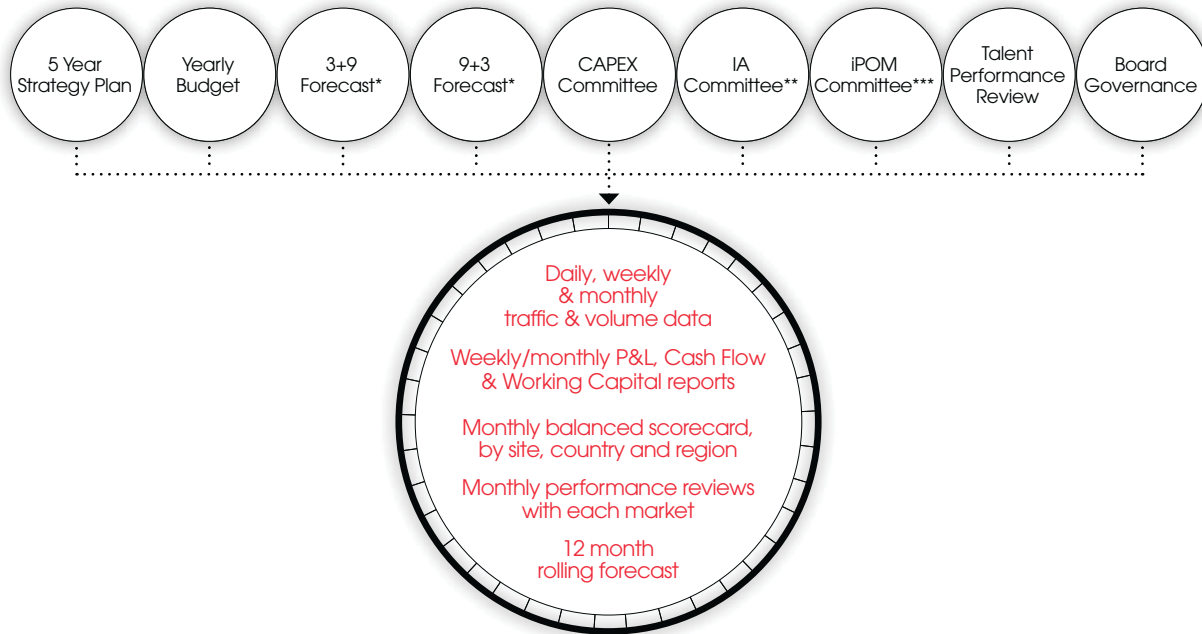 5 Year
Strategy Plan
Yearly
Budget
3+9
Forecast*
9+3
Forecast*
CAPEX
Committee
IA
Committee**
iPOM
Committee***
Talent
Performance
Review
Board
Governance
Daily, weekly
& monthly
traffic & volume data
Weekly/monthly P&L, Cash Flow
& Working Capital reports
Monthly balanced scorecard,
by site, country and region
Monthly performance reviews
with each market
12 month
rolling forecast